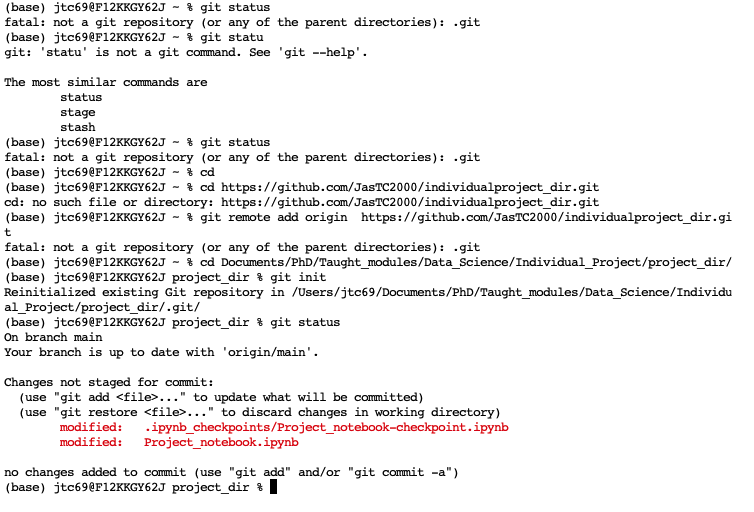 (base) jtc69@F12KKGY62J ~ % git status
fatal: not a git repository (or any of the parent directories): .git
(base) jtc69@F12KKGY62J ~ % git statu
git: 'statu' is not a git command. See 'git --help'.

The most similar commands are
        status
        stage
        stash
(base) jtc69@F12KKGY62J ~ % git status
fatal: not a git repository (or any of the parent directories): .git
(base) jtc69@F12KKGY62J ~ % cd
(base) jtc69@F12KKGY62J ~ % cd https://github.com/JasTC2000/individualproject_dir.git
cd: no such file or directory: https://github.com/JasTC2000/individualproject_dir.git
(base) jtc69@F12KKGY62J ~ % git remote add origin  https://github.com/JasTC2000/individualproject_dir.gi
t
fatal: not a git repository (or any of the parent directories): .git
(base) jtc69@F12KKGY62J ~ % cd Documents/PhD/Taught_modules/Data_Science/Individual_Project/project_dir/
(base) jtc69@F12KKGY62J project_dir % git init
Reinitialized existing Git repository in /Users/jtc69/Documents/PhD/Taught_modules/Data_Science/Individu
al_Project/project_dir/.git/
(base) jtc69@F12KKGY62J project_dir % git status
On branch main
Your branch is up to date with 'origin/main'.

Changes not staged for commit:
  (use "git add <file>..." to update what will be committed)
  (use "git restore <file>..." to discard changes in working directory)
        modified:   .ipynb_checkpoints/Project_notebook-checkpoint.ipynb
        modified:   Project_notebook.ipynb

no changes added to commit (use "git add" and/or "git commit -a")
(base) jtc69@F12KKGY62J project_dir %